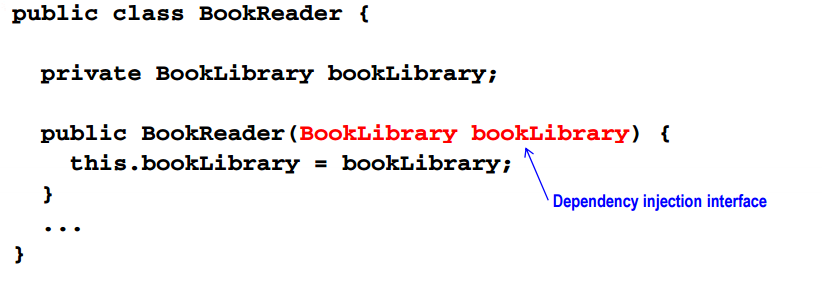 public class BookReader {
private BookLibrary bookLibrary;
public BookReader(BookLibrary bookLibrary) {
this.bookLibrary = bookLibrary;
}
Dependency injection interface
...
}